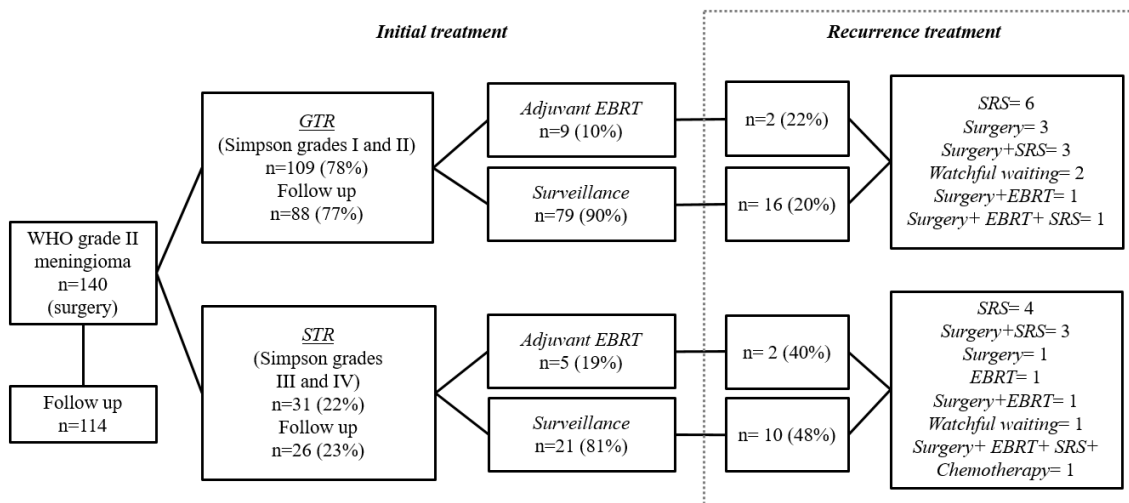 Initial treatment
Recurrence treatment
WHO grade II
meningioma
n=140
(surgery)
Follow up
n=114
GTR
(Simpson grades I and II)
n=109 (78%)
Follow up
n=88 (77%)
Adjuvant EBRT
n=9 (10%)
Surveillance
n=79 (90%)
n=2 (22%)
n= 16 (20%)
SRS= 6
Surgery= 3
Surgery+SRS= 3
Watchful waiting= 2
Surgery+EBRT= 1
Surgery+ EBRT+ SRS= 1
STR
(Simpson grades
III and IV)
n=31 (22%)
Follow up
n=26 (23%)
Adjuvant EBRT
n=5 (19%)
Surveillance
n=21 (81%)
n= 2 (40%)
n= 10 (48%)
SRS= 4
Surgery+SRS= 3
Surgery= 1
EBRT= 1
Surgery+EBRT= 1
Watchful waiting= 1
Surgery+ EBRT+ SRS+
Chemotherapy= 1